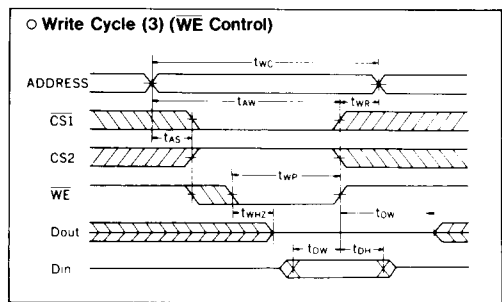 ○ Write Cycle (3) (WE Control)
tWC
ADDRESS
tAW
tWR
CS1
tAS
CS2
tWP
WE
tWHZ
tOW
Dout
tDW
tDH
Din